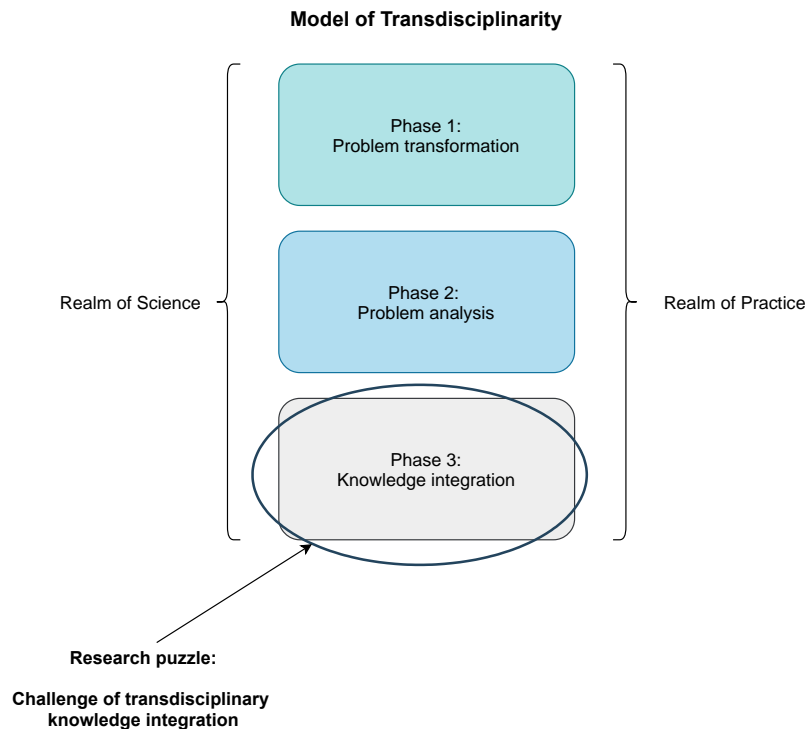 Model of Transdisciplinarity
Phase 1:
Problem transformation
Realm of Science
Phase 2:
Problem analysis
Realm of Practice
Phase 3:
Knowledge integration
Research puzzle:
Challenge of transdisciplinary
knowledge integration